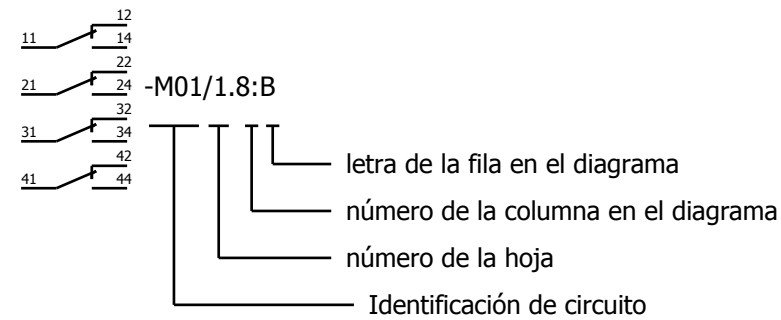 12
11 14
22
21 24 -M01/1.8:B
32
31 34
42
41 44
letra de la fila en el diagrama
número de la columna en el diagrama
número de la hoja
Identificación de circuito